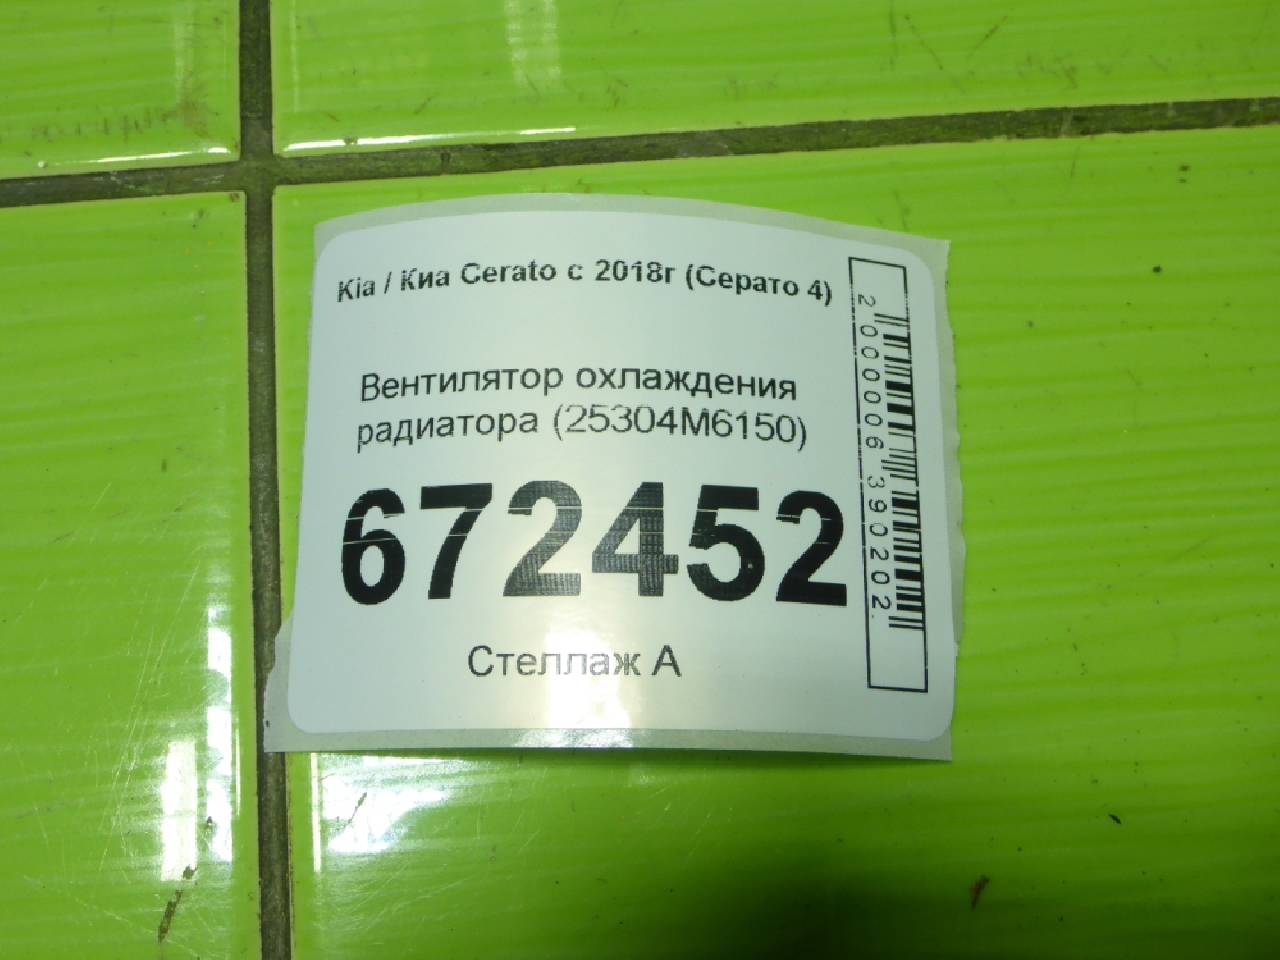 Kia / Киа Cerato с 2018г (Серато 4)
Вентилятор охлаждения
радиатора (25304M6150)
672452
Стеллаж А
2000006390202